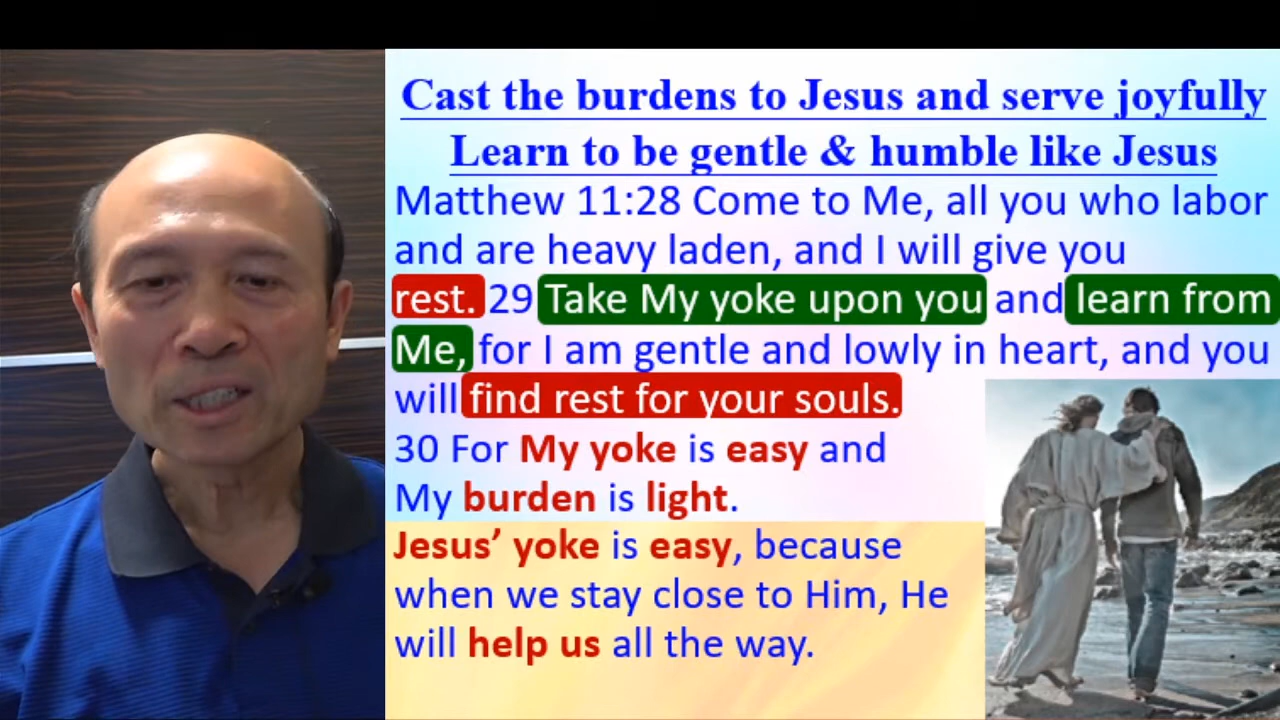 Cast the burdens to Jesus and serve joyfully
Learn to be gentle & humble like Jesus
Matthew 11:28 Come to Me, all you who labor
and are heavy laden, and I will give you
rest. 29 Take My yoke upon you and learn from
Me, for I am gentle and lowly in heart, and you
will find rest for your souls.
30 For My yoke is easy and
My burden is light.
Jesus’ yoke is easy, because
when we stay close to Him, He
will help us all the way.